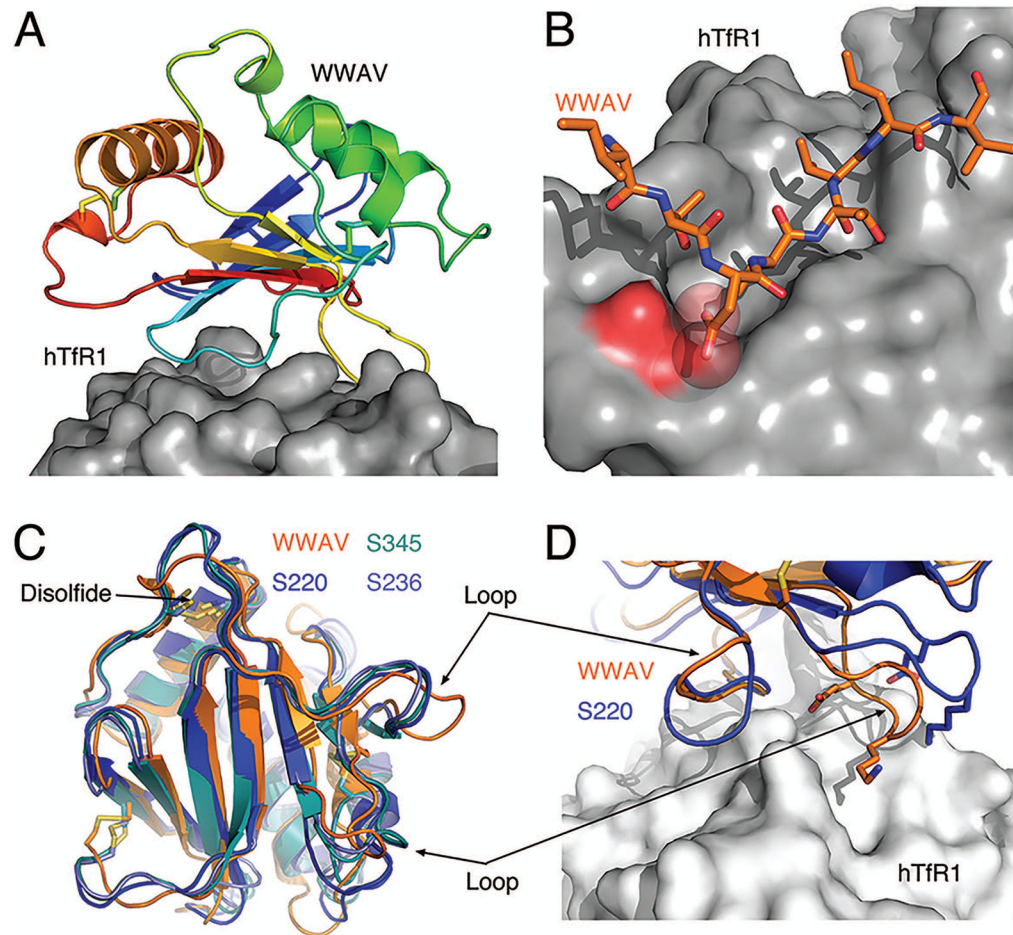 A
WWAV
hTfR1
B
hTfR1
WWAV
C
WWAV S345
S220 S236
Disolfide
Loop
Loop
D
WWAV
S220
hTfR1